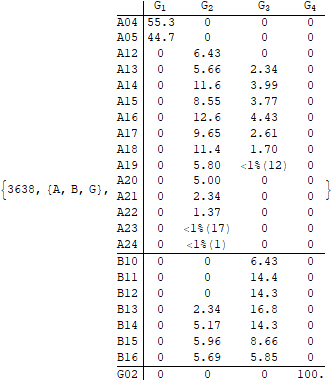 G1 G2 G3 G4
A04 55.3 0 0 0
A05 44.7 0 0 0
A12 0 6.43 0 0
A13 0 5.66 2.34 0
A14 0 11.6 3.99 0
A15 0 8.55 3.77 0
A16 0 12.6 4.43 0
A17 0 9.65 2.61 0
A18 0 11.4 1.70 0
A19 0 5.80 <1%(12) 0
{3638, {A, B, G}, A20 0 5.00 0 0 }
A21 0 2.34 0 0
A22 0 1.37 0 0
A23 0 <1%(17) 0 0
A24 0 <1%(1) 0 0
B10 0 0 6.43 0
B11 0 0 14.4 0
B12 0 0 14.3 0
B13 0 2.34 16.8 0
B14 0 5.17 14.3 0
B15 0 5.96 8.66 0
B16 0 5.69 5.85 0
G02 0 0 0 100.